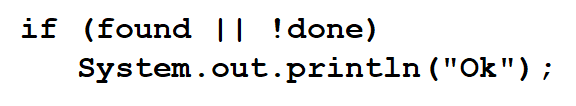 if (found || !done)
System.out.println("Ok");